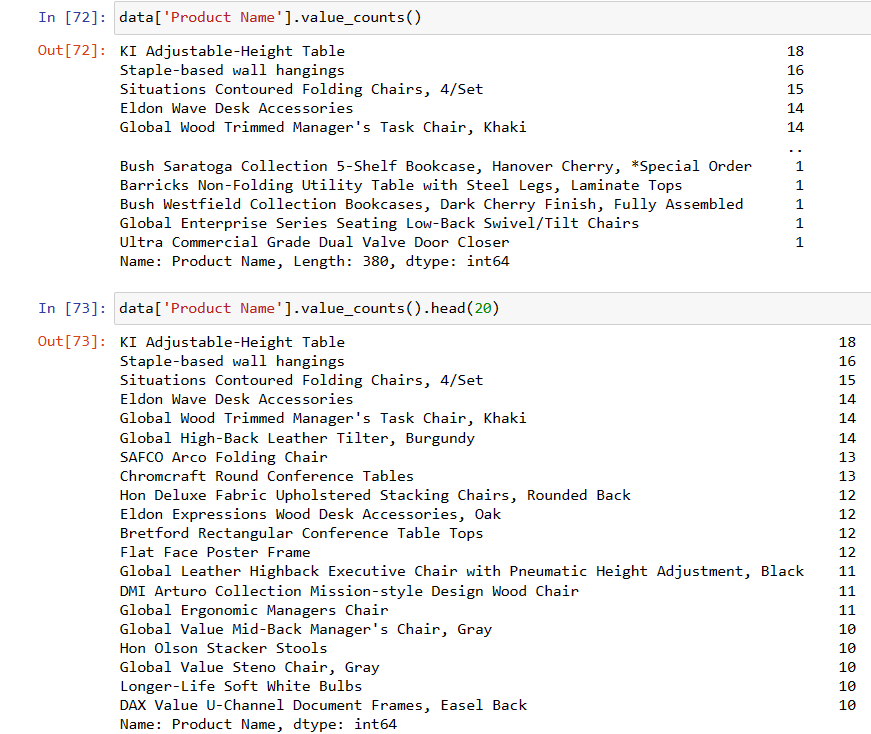 In [72]: data['Product Name'].value_counts()
Out[72]: KI Adjustable-Height Table 18
Staple-based wall hangings 16
Situations Contoured Folding Chairs, 4/Set 15
Eldon Wave Desk Accessories 14
Global Wood Trimmed Manager's Task Chair, Khaki 14
..
Bush Saratoga Collection 5-Shelf Bookcase, Hanover Cherry, *Special Order 1
Barricks Non-Folding Utility Table with Steel Legs, Laminate Tops 1
Bush Westfield Collection Bookcases, Dark Cherry Finish, Fully Assembled 1
Global Enterprise Series Seating Low-Back Swivel/Tilt Chairs 1
Ultra Commercial Grade Dual Valve Door Closer 1
Name: Product Name, Length: 380, dtype: int64
In [73]: data['Product Name'].value_counts().head(20)
Out[73]: KI Adjustable-Height Table 18
Staple-based wall hangings 16
Situations Contoured Folding Chairs, 4/Set 15
Eldon Wave Desk Accessories 14
Global Wood Trimmed Manager's Task Chair, Khaki 14
Global High-Back Leather Tilter, Burgundy 14
SAFCO Arco Folding Chair 13
Chromcraft Round Conference Tables 13
Hon Deluxe Fabric Upholstered Stacking Chairs, Rounded Back 12
Eldon Expressions Wood Desk Accessories, Oak 12
Bretford Rectangular Conference Table Tops 12
Flat Face Poster Frame 12
Global Leather Highback Executive Chair with Pneumatic Height Adjustment, Black 11
DMI Arturo Collection Mission-style Design Wood Chair 11
Global Ergonomic Managers Chair 11
Global Value Mid-Back Manager's Chair, Gray 10
Hon Olson Stacker Stools 10
Global Value Steno Chair, Gray 10
Longer-Life Soft White Bulbs 10
DAX Value U-Channel Document Frames, Easel Back 10
Name: Product Name, dtype: int64